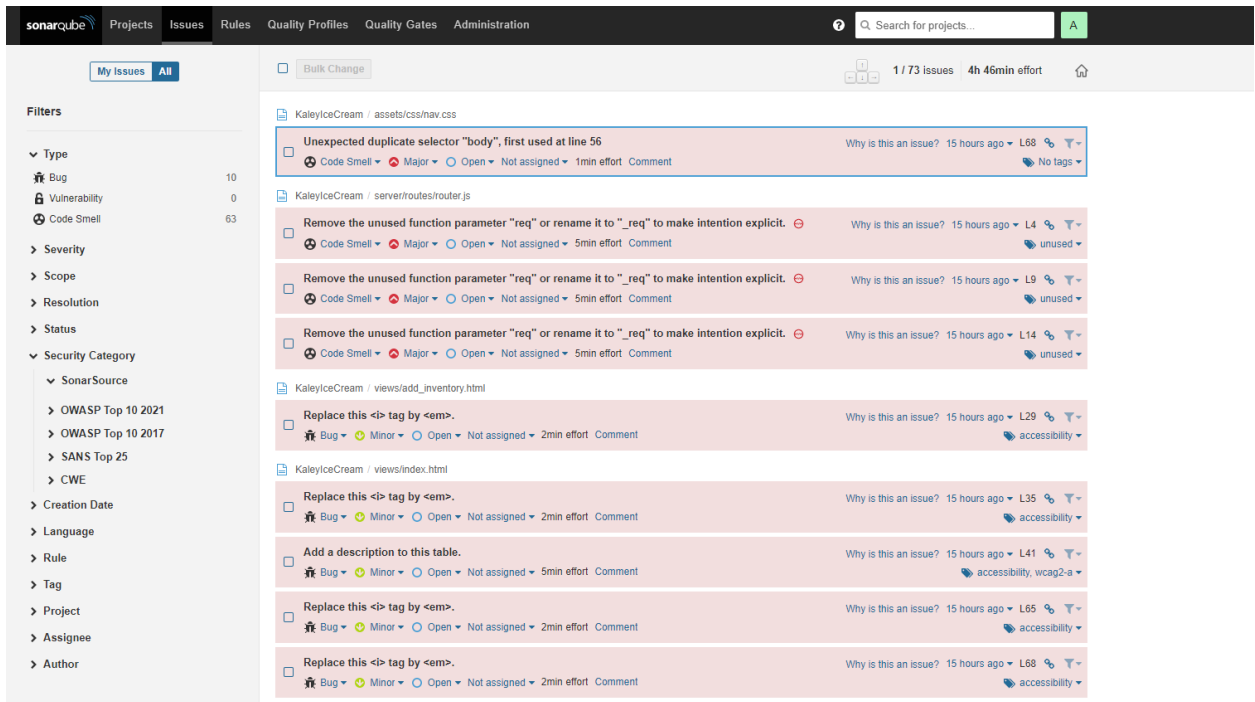 sonarqube Projects Issues Rules Quality Profiles Quality Gates Administration ? Search for projects... A
My Issues All
Bulk Change
1 / 73 issues 4h 46min effort
Filters
Type
Bug 10
Vulnerability 0
Code Smell 63
Severity
Scope
Resolution
Status
Security Category
SonarSource
OWASP Top 10 2021
OWASP Top 10 2017
SANS Top 25
CWE
Creation Date
Language
Rule
Tag
Project
Assignee
Author
KaleyIceCream / assets/css/nav.css
Unexpected duplicate selector "body", first used at line 56 Why is this an issue? 15 hours ago L68
Code Smell Major Open Not assigned 1min effort Comment No tags
KaleyIceCream / server/routes/router.js
Remove the unused function parameter "req" or rename it to "_req" to make intention explicit. Why is this an issue? 15 hours ago L4
Code Smell Major Open Not assigned 5min effort Comment unused
Remove the unused function parameter "req" or rename it to "_req" to make intention explicit. Why is this an issue? 15 hours ago L9
Code Smell Major Open Not assigned 5min effort Comment unused
Remove the unused function parameter "req" or rename it to "_req" to make intention explicit. Why is this an issue? 15 hours ago L14
Code Smell Major Open Not assigned 5min effort Comment unused
KaleyIceCream / views/add_inventory.html
Replace this <i> tag by <em>. Why is this an issue? 15 hours ago L29
Bug Minor Open Not assigned 2min effort Comment accessibility
KaleyIceCream / views/index.html
Replace this <i> tag by <em>. Why is this an issue? 15 hours ago L35
Bug Minor Open Not assigned 2min effort Comment accessibility
Add a description to this table. Why is this an issue? 15 hours ago L41
Bug Minor Open Not assigned 5min effort Comment accessibility, wcag2-a
Replace this <i> tag by <em>. Why is this an issue? 15 hours ago L65
Bug Minor Open Not assigned 2min effort Comment accessibility
Replace this <i> tag by <em>. Why is this an issue? 15 hours ago L68
Bug Minor Open Not assigned 2min effort Comment accessibility